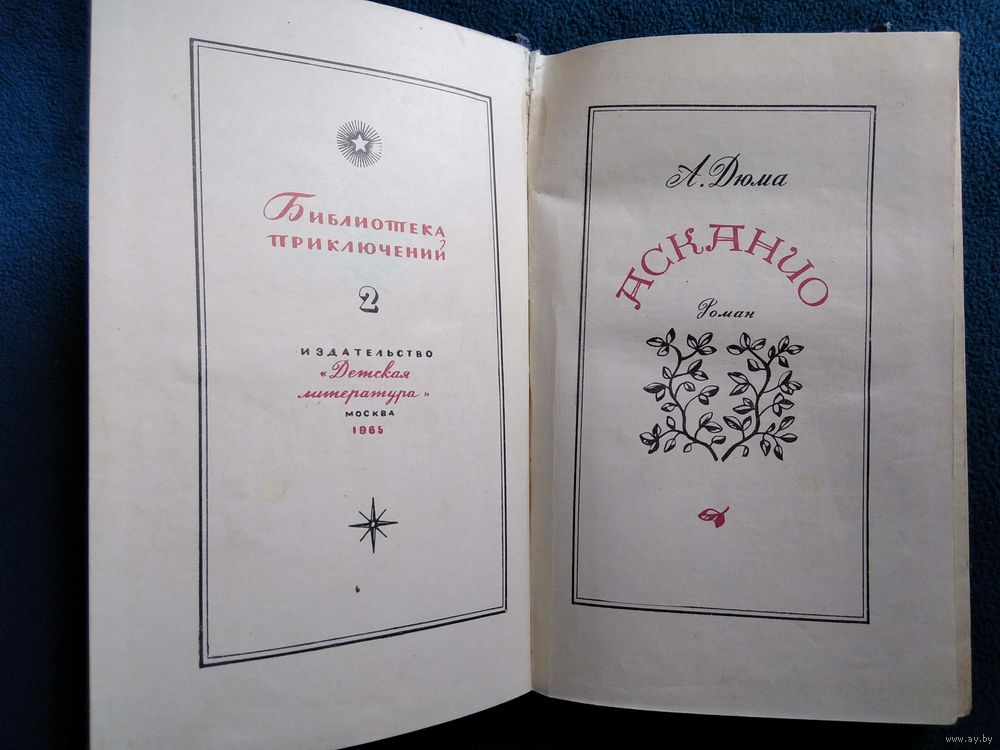 Библиотека
приключений
2
ИЗДАТЕЛЬСТВО
«Детская
литература»
МОСКВА
1965
А. Дюма
АСКАНИО
Роман
www.ay.by